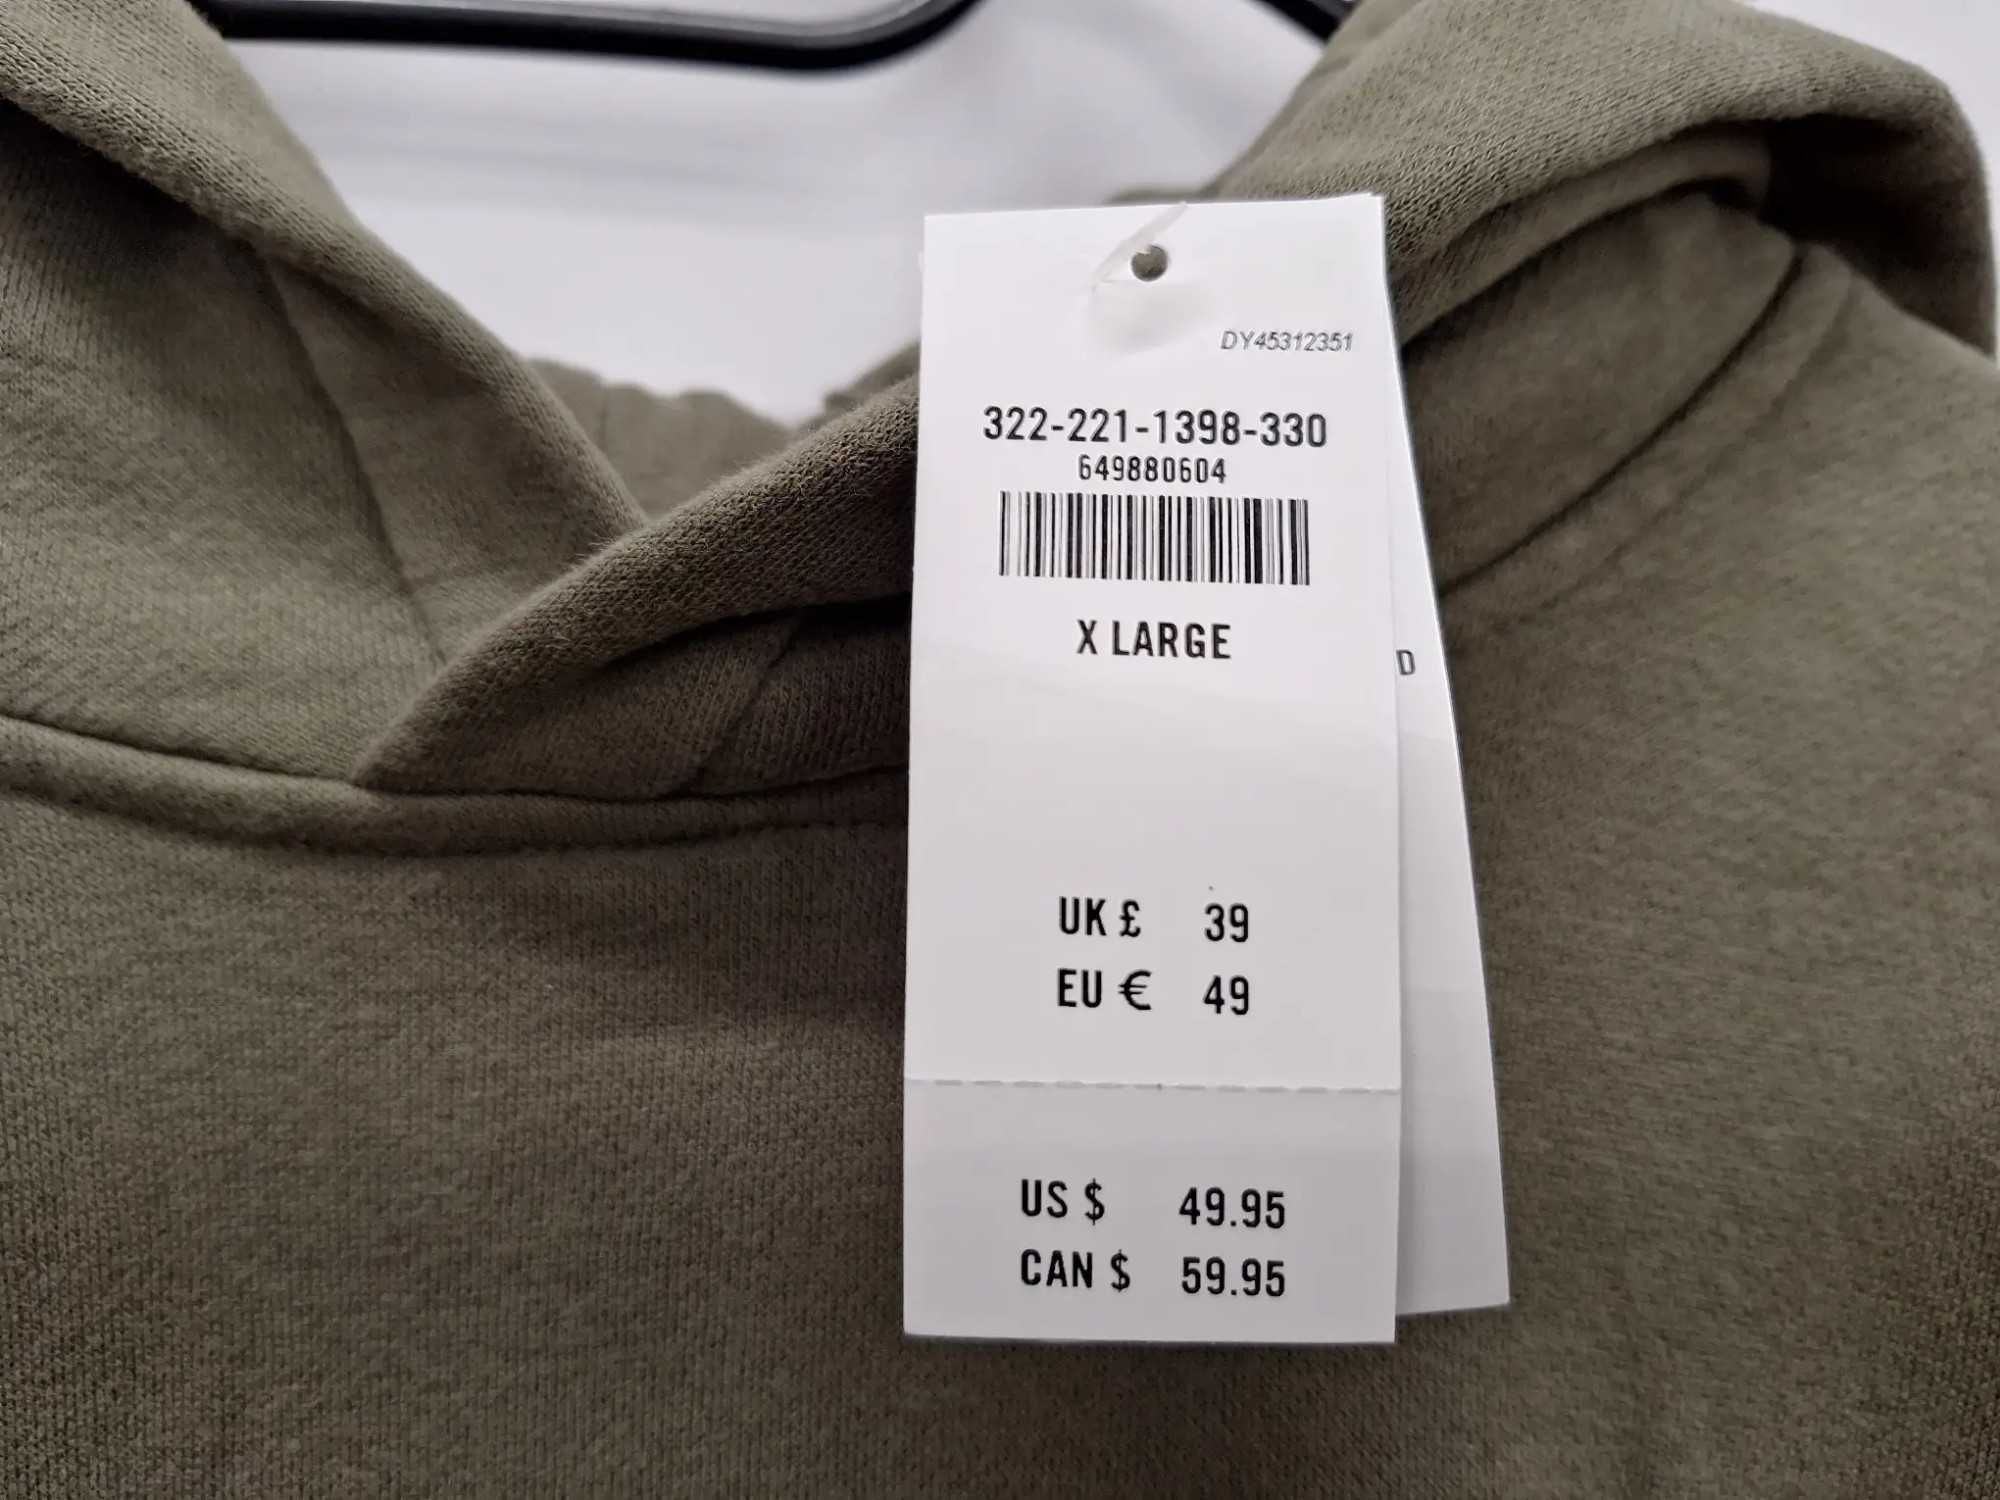 DY45312351
322-221-1398-330
649880604
X LARGE
D
UK £ 39
EU € 49
US $ 49.95
CAN $ 59.95